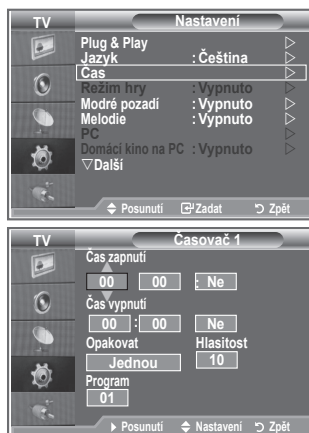 TV Nastavení
Plug & Play
Jazyk : Čeština
Čas
Režim hry : Vypnuto
Modré pozadí : Vypnuto
Melodie : Vypnuto
PC
Domácí kino na PC : Vypnuto
▽Další
Posunutí Zadat Zpět
TV Časovač 1
Čas zapnutí
00 00 : Ne
Čas vypnutí
00 : 00 Ne
Opakovat Hlasitost
Jednou 10
Program
01
Posunutí Nastavení Zpět